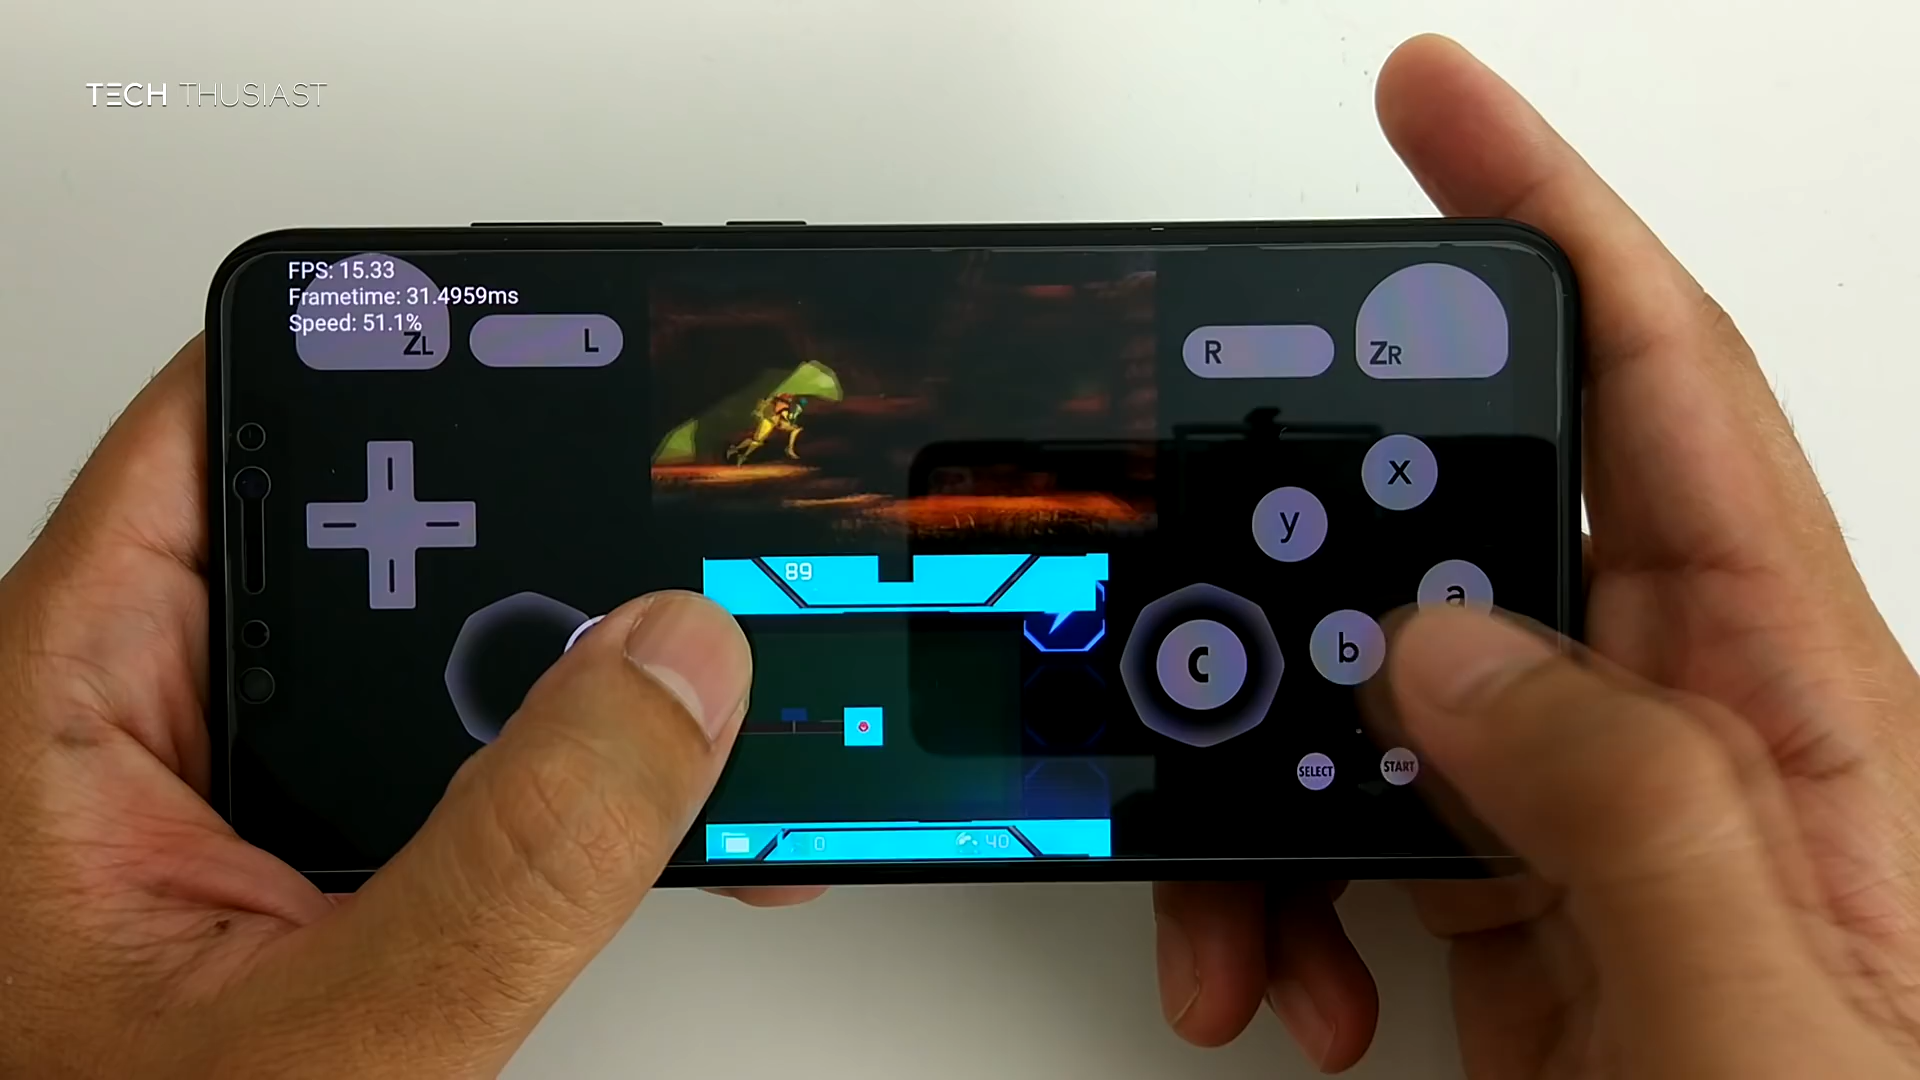 TECH THUSIAST
FPS: 15.33
Frametime: 31.4959ms
Speed: 51.1%
ZL
L
R
ZR
x
y
a
b
C
SELECT
START
89
0
40